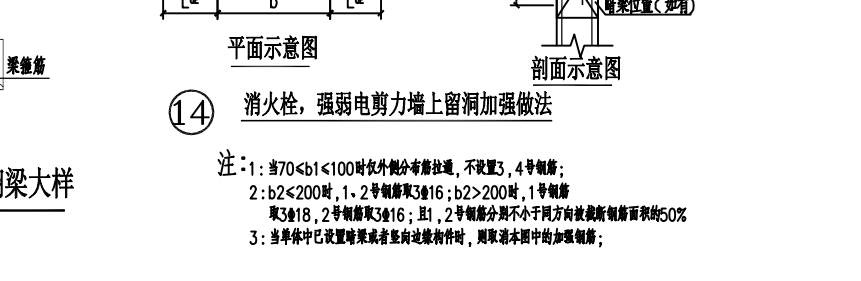 b
暗梁位置(如有)
梁箍筋
平面示意图
剖面示意图
14 消火栓，强弱电剪力墙上留洞加强做法
注:1：当70<b1≤100时仅外侧分布筋拉通，不设置3,4号钢筋；
2:b2≤200时,1、2号钢筋取3Φ16;b2>200时,1号钢筋
取3Φ18,2号钢筋取3Φ16；且1,2号钢筋分别不小于同方向被截断钢筋面积的50%
3：当单体中已设置暗梁或者竖向边缘构件时，则取消本图中的加强钢筋；
梁大样